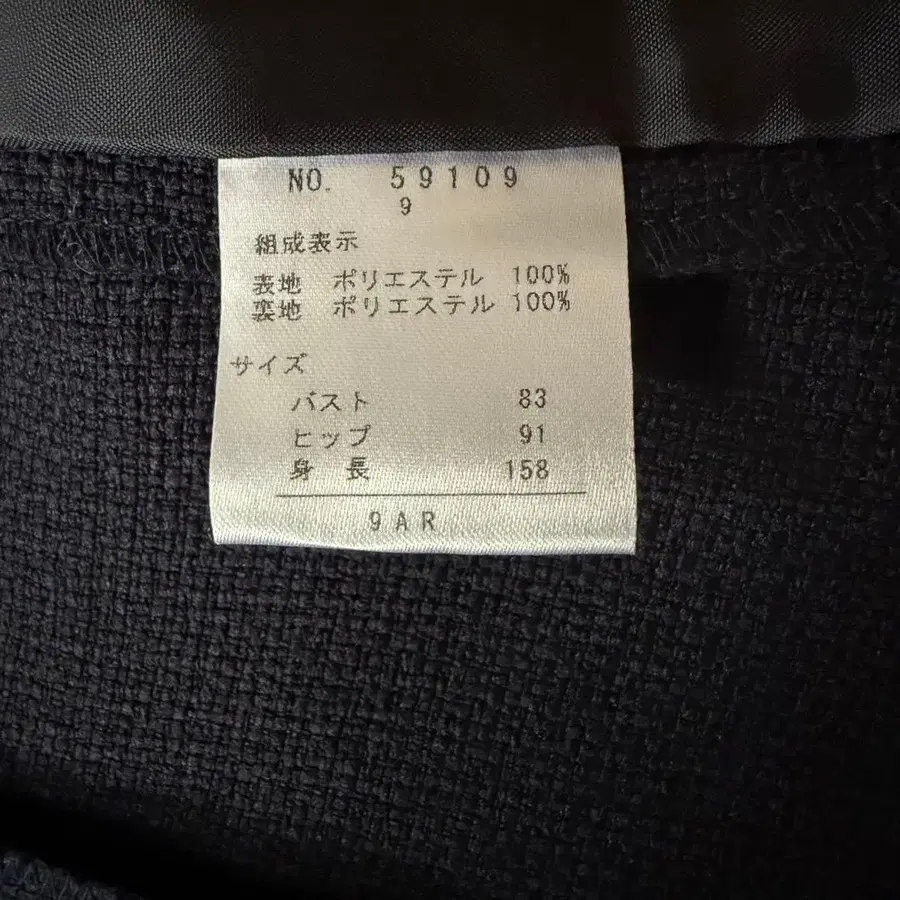 NO. 59109
9
組成表示
表地 ポリエステル 100%
裏地 ポリエステル 100%
サイズ
バスト 83
ヒップ 91
身 長 158
9AR